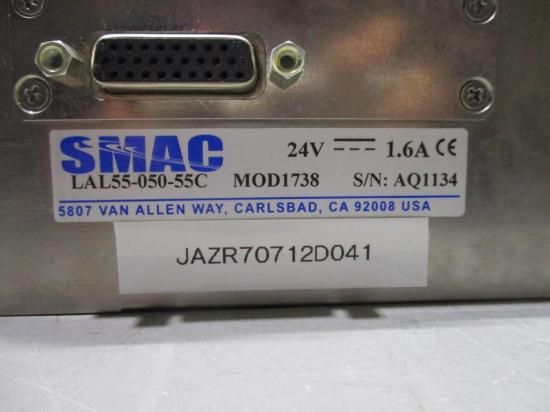 SMAC 24V 1.6A CE
LAL55-050-55C MOD1738 S/N: AQ1134
5807 VAN ALLEN WAY, CARLSBAD, CA 92008 USA
JAZR70712D041